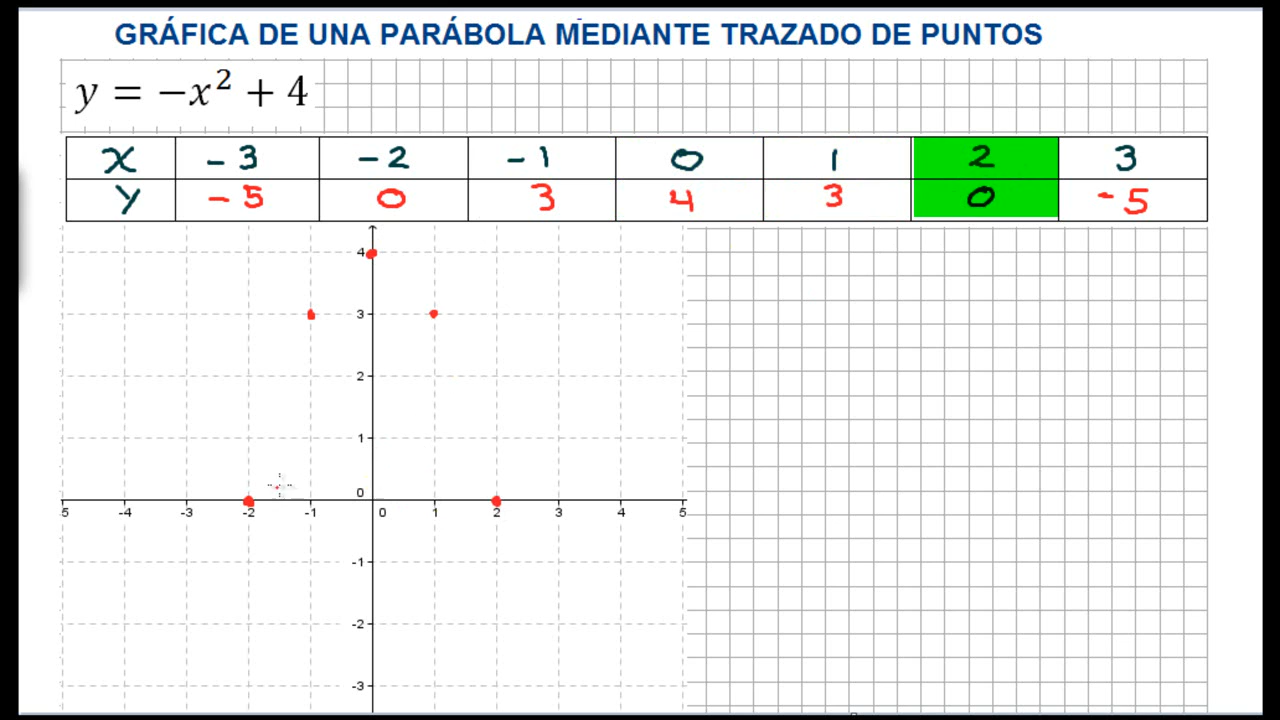 GRÁFICA DE UNA PARÁBOLA MEDIANTE TRAZADO DE PUNTOS
y = −x² + 4
x -3 -2 -1 0 1 2 3
y -5 0 3 4 3 0 -5
4
3
2
1
0
-5 -4 -3 -2 -1 0 1 2 3 4 5
-1
-2
-3